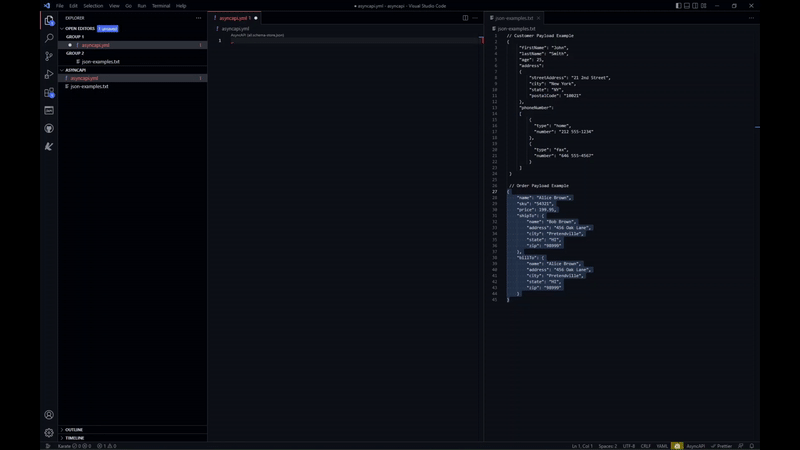 File Edit Selection View Go Run Terminal Help
● asyncapi.yml - asyncapi - Visual Studio Code
EXPLORER
OPEN EDITORS 1 unsaved
GROUP 1
asyncapi.yml 1
GROUP 2
json-examples.txt
ASYNCAPI
asyncapi.yml 1
json-examples.txt
OUTLINE
TIMELINE
asyncapi.yml 1
asyncapi.yml
1
json-examples.txt
json-examples.txt
1 // Customer Payload Example
2 {
3 "firstName": "John",
4 "lastName": "Smith",
5 "age": 25,
6 "address":
7 {
8 "streetAddress": "21 2nd Street",
9 "city": "New York",
10 "state": "NY",
11 "postalCode": "10021"
12 },
13 "phoneNumber":
14 [
15 {
16 "type": "home",
17 "number": "212 555-1234"
18 },
19 {
20 "type": "fax",
21 "number": "646 555-4567"
22 }
23 ]
24 }
25
26 // Order Payload Example
27 {
28 "name": "Alice Brown",
29 "sku": "54321",
30 "price": 199.95,
31 "shipTo": {
32 "name": "Bob Brown",
33 "address": "456 Oak Lane",
34 "city": "Pretendville",
35 "state": "HI",
36 "zip": "98999"
37 },
38 "billTo": {
39 "name": "Alice Brown",
40 "address": "456 Oak Lane",
41 "city": "Pretendville",
42 "state": "HI",
43 "zip": "98999"
44 }
45 }
Karate 0 0 1 0
Ln 1, Col 1 Spaces: 2 UTF-8 CRLF YAML AsyncAPI Prettier